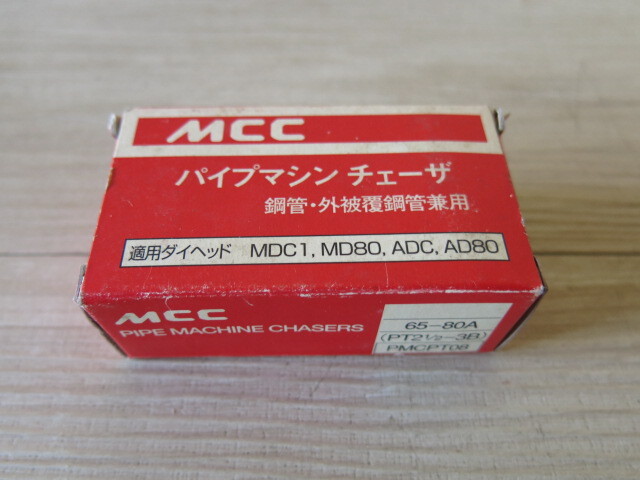 MCC
パイプマシン チェーザ
鋼管・外被覆鋼管兼用
適用ダイヘッド MDC1, MD80, ADC, AD80
MCC
PIPE MACHINE CHASERS
65-80A
(PT2 1/2-3B)
PMCPT08